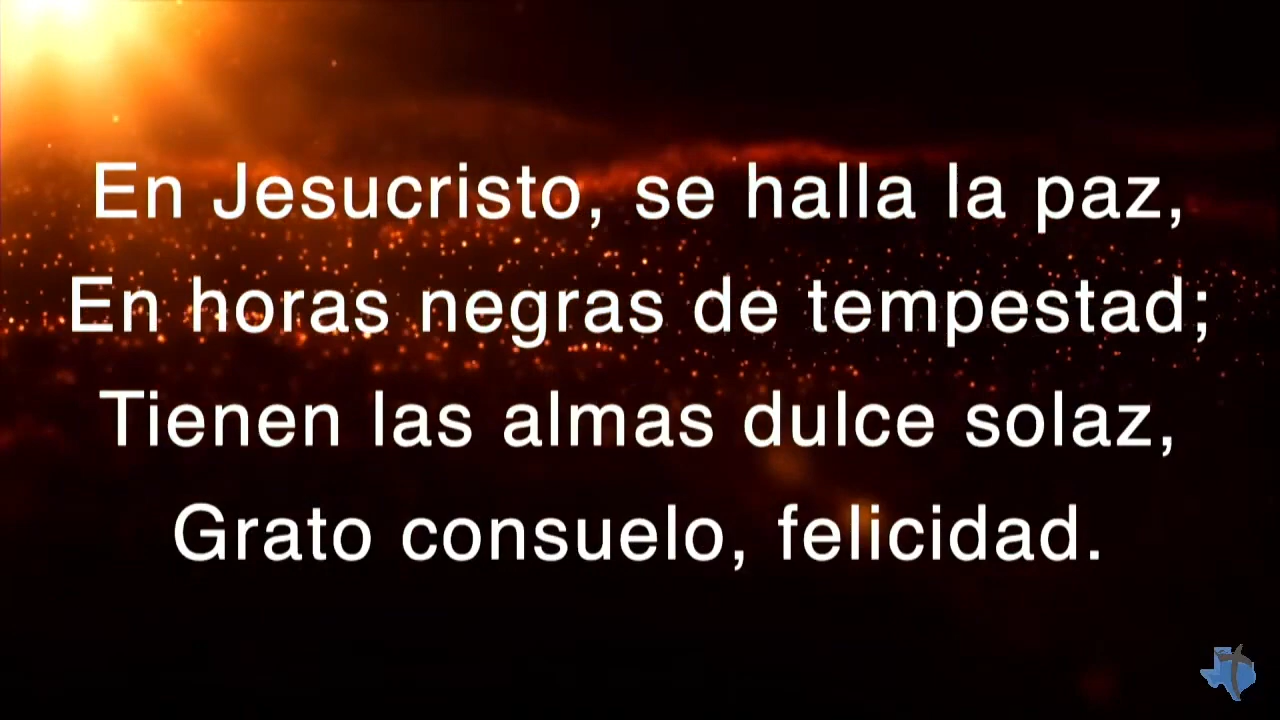 En Jesucristo, se halla la paz,
En horas negras de tempestad;
Tienen las almas dulce solaz,
Grato consuelo, felicidad.